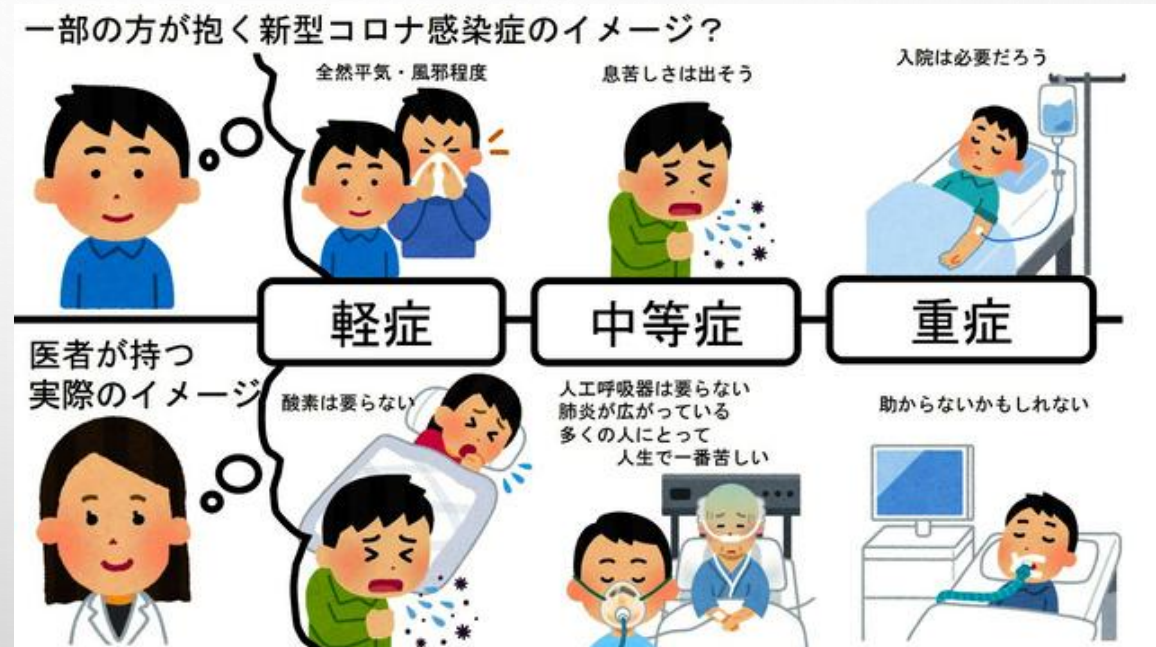 一部の方が抱く新型コロナ感染症のイメージ？
全然平気・風邪程度
息苦しさは出そう
入院は必要だろう
軽症
中等症
重症
医者が持つ
実際のイメージ
酸素は要らない
人工呼吸器は要らない
肺炎が広がっている
多くの人にとって
人生で一番苦しい
助からないかもしれない